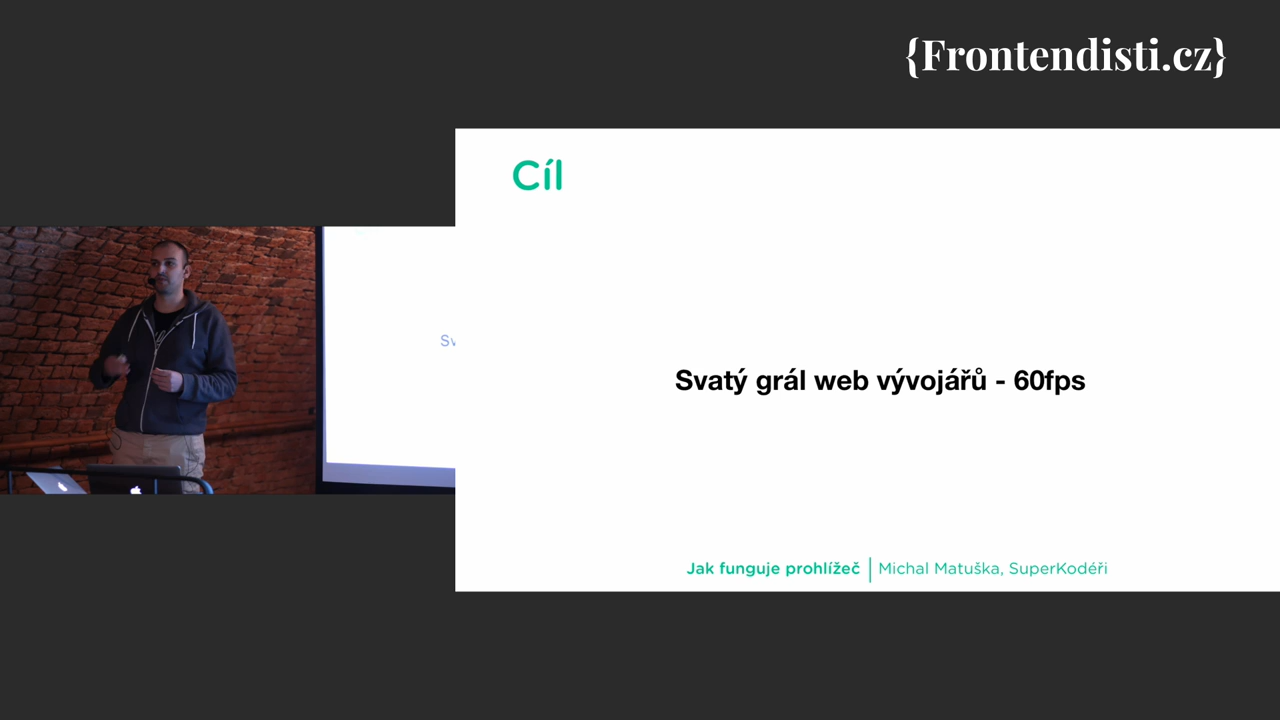 {Frontendisti.cz}
Cíl
Svatý grál web vývojářů - 60fps
Jak funguje prohlížeč | Michal Matuška, SuperKodéři